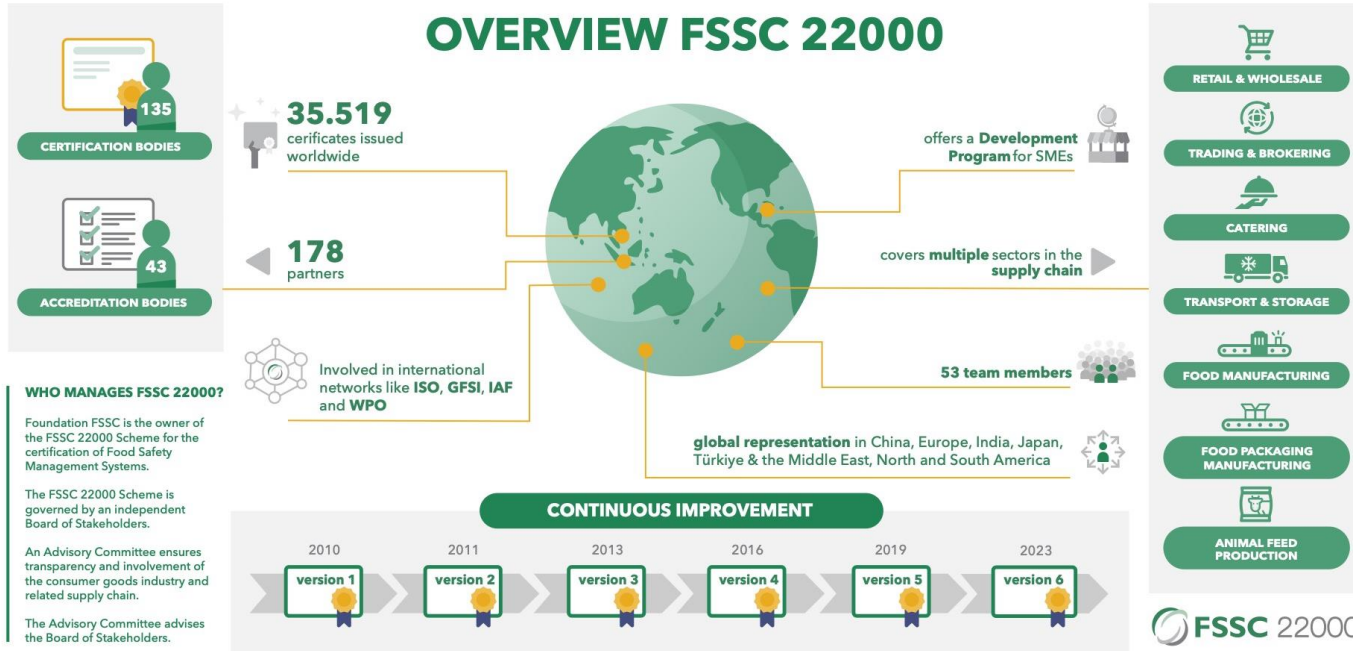 OVERVIEW FSSC 22000
135
CERTIFICATION BODIES
43
ACCREDITATION BODIES
WHO MANAGES FSSC 22000?
Foundation FSSC is the owner of
the FSSC 22000 Scheme for the
certification of Food Safety
Management Systems.
The FSSC 22000 Scheme is
governed by an independent
Board of Stakeholders.
An Advisory Committee ensures
transparency and involvement of
the consumer goods industry and
related supply chain.
The Advisory Committee advises
the Board of Stakeholders.
35.519
cerificates issued
worldwide
178
partners
Involved in international
networks like ISO, GFSI, IAF
and WPO
offers a Development
Program for SMEs
covers multiple sectors in the
supply chain
53 team members
global representation in China, Europe, India, Japan,
Türkiye & the Middle East, North and South America
CONTINUOUS IMPROVEMENT
2010
2011
2013
2016
2019
2023
version 1
version 2
version 3
version 4
version 5
version 6
RETAIL & WHOLESALE
TRADING & BROKERING
CATERING
TRANSPORT & STORAGE
FOOD MANUFACTURING
FOOD PACKAGING
MANUFACTURING
ANIMAL FEED
PRODUCTION
FSSC 22000